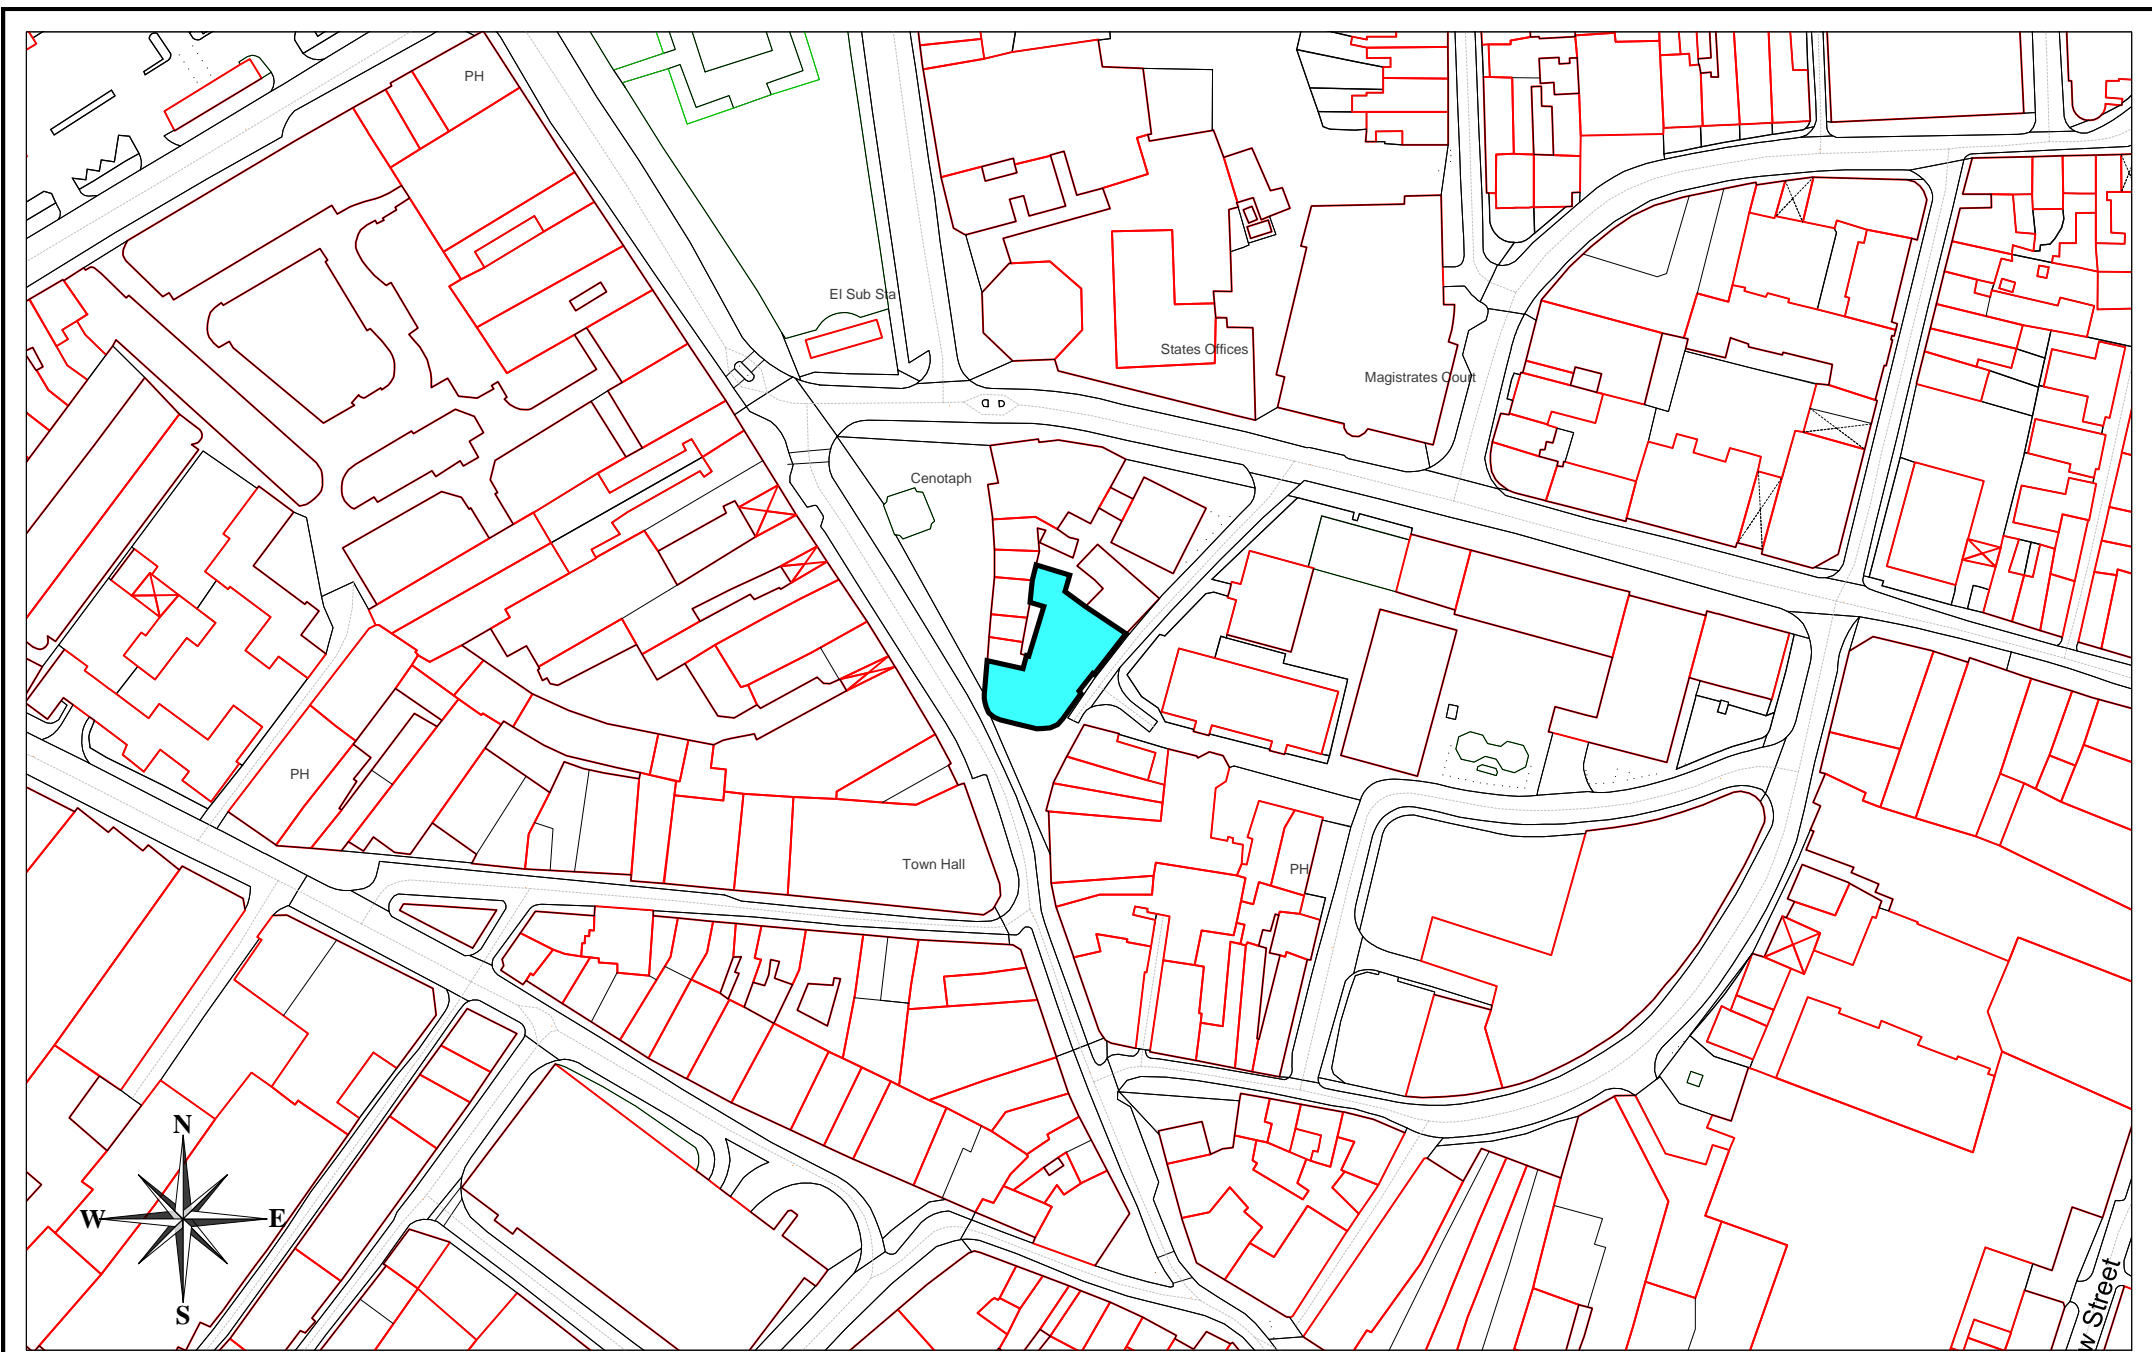 PH
El Sub Sta
States Offices
Magistrates Court
Cenotaph
PH
Town Hall
PH
N
W
E
S
Street